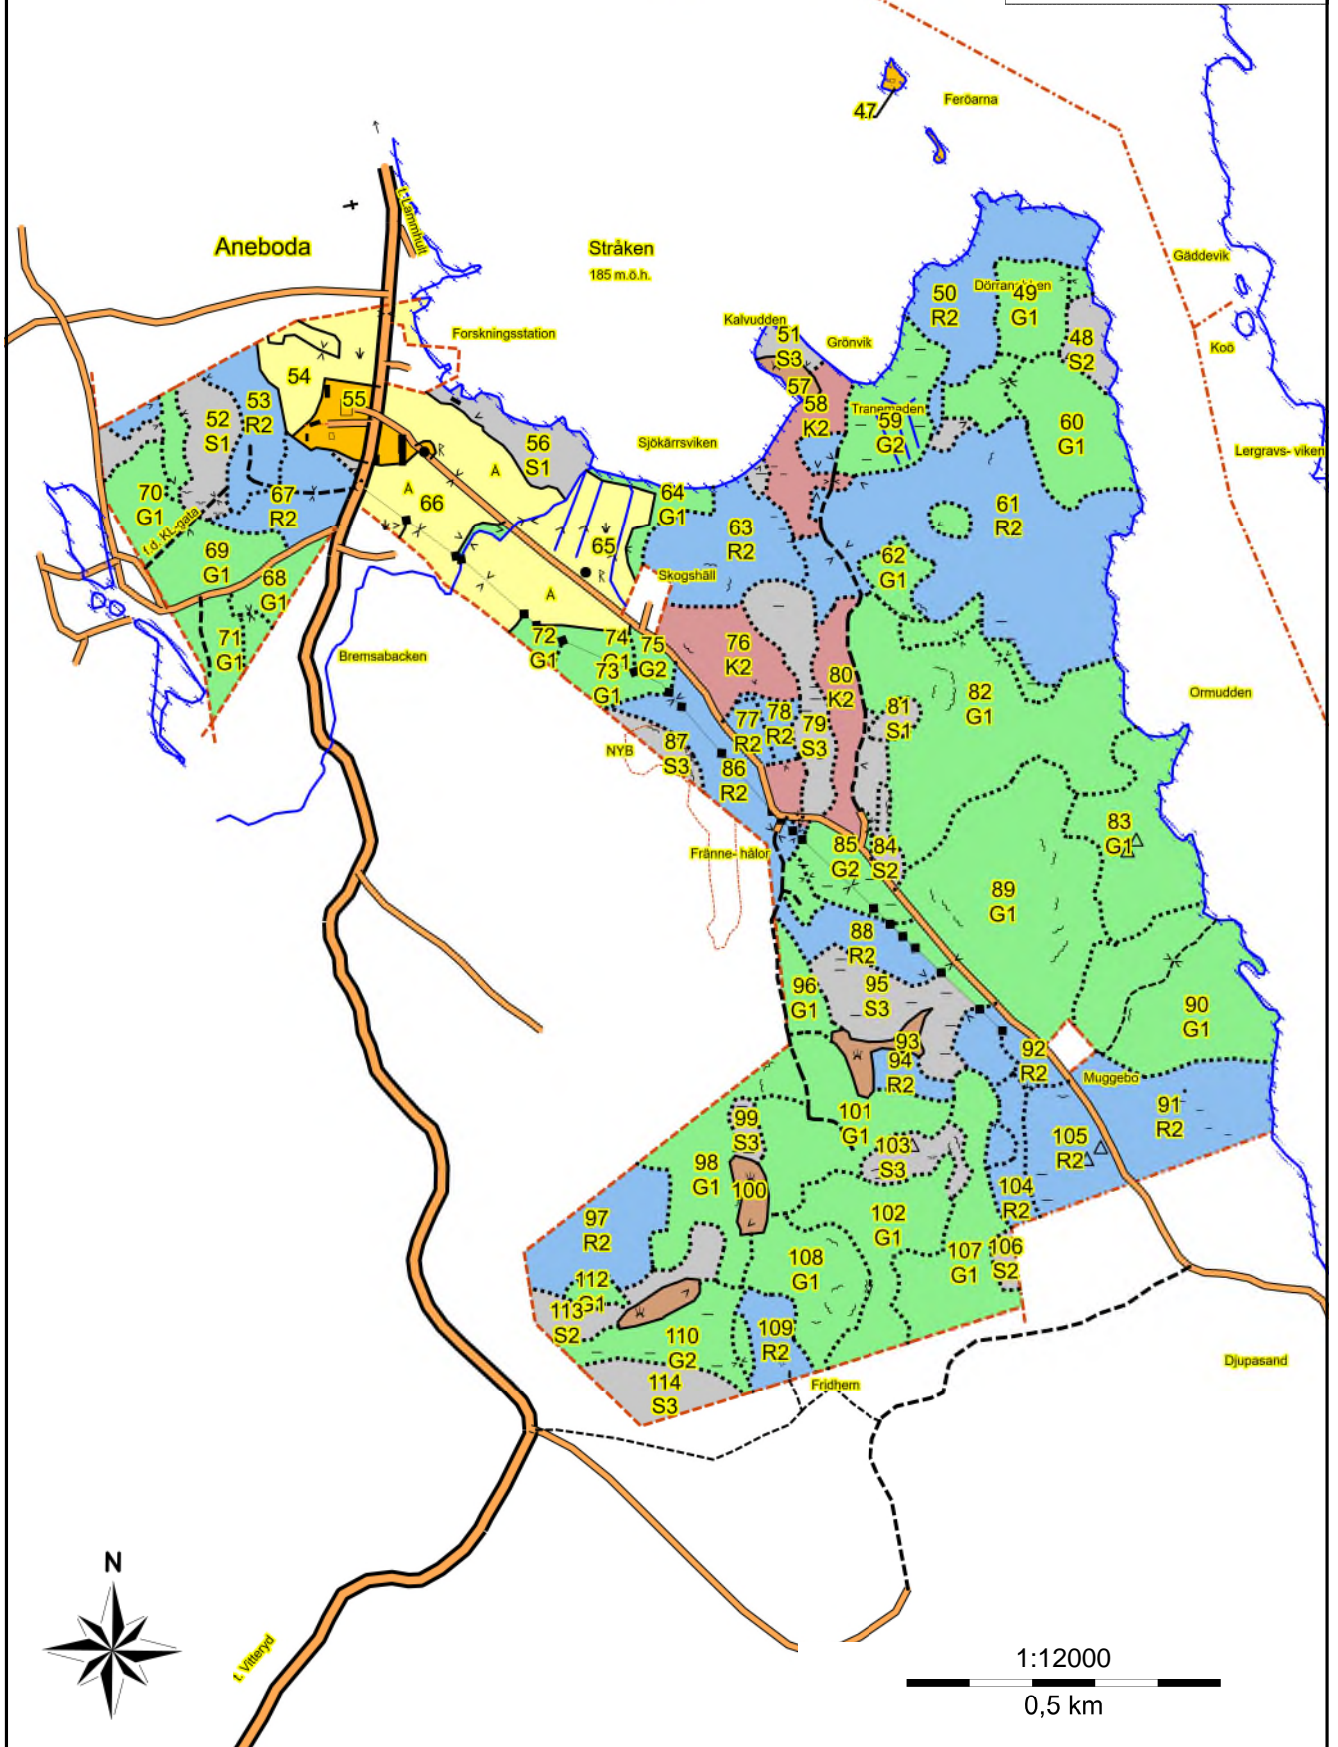 47
Feröarna
t. Lammhult
Aneboda
Stråken
185 m.ö.h.
Gäddevik
Forskningsstation
Kalvudden
51
S3
Grönvik
50
R2
49
G1
48
S2
Koö
54
55
57
58
K2
Tranemaden
59
G2
60
G1
52
S1
53
R2
56
S1
Sjökärrsviken
Lergravs- viken
70
G1
f.d. KL-gata
67
R2
66
A
A
R
64
G1
63
R2
61
R2
65
R
62
G1
69
G1
68
G1
Skogshäll
A
71
G1
Bremsabacken
72
G1
74
G1
73
G1
75
G2
76
K2
80
K2
82
G1
Ormudden
81
S1
77
R2
78
R2
79
S3
NYB
87
S3
86
R2
83
G1
Fränne- hålor
85
G2
84
S2
89
G1
88
R2
96
G1
95
S3
90
G1
93
94
R2
92
R2
Muggebo
91
R2
101
G1
99
S3
103
S3
105
R2
98
G1
100
104
R2
97
R2
102
G1
107
G1
106
S2
108
G1
112
G1
113
S2
109
R2
110
G2
114
S3
Fridhem
Djupasand
N
t. Vitteryd
1:12000
0,5 km